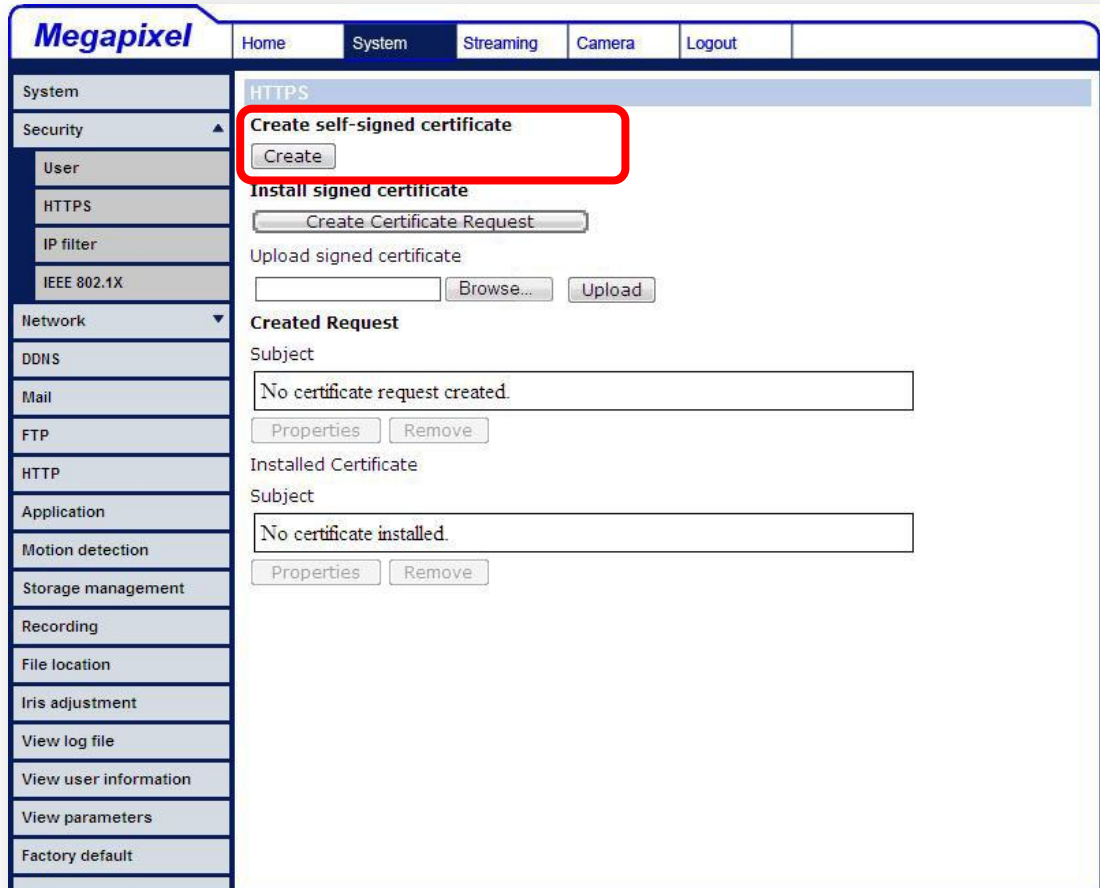 Megapixel
Home System Streaming Camera Logout
System
Security
User
HTTPS
IP filter
IEEE 802.1X
Network
DDNS
Mail
FTP
HTTP
Application
Motion detection
Storage management
Recording
File location
Iris adjustment
View log file
View user information
View parameters
Factory default
HTTPS
Create self-signed certificate
Create
Install signed certificate
Create Certificate Request
Upload signed certificate
Browse... Upload
Created Request
Subject
No certificate request created.
Properties Remove
Installed Certificate
Subject
No certificate installed.
Properties Remove